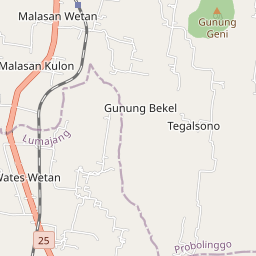 Malasan Wetan
Gunung
Geni
Malasan Kulon
Gunung Bekel
Tegalsono
Lumajang
Wates Wetan
25
Probolinggo